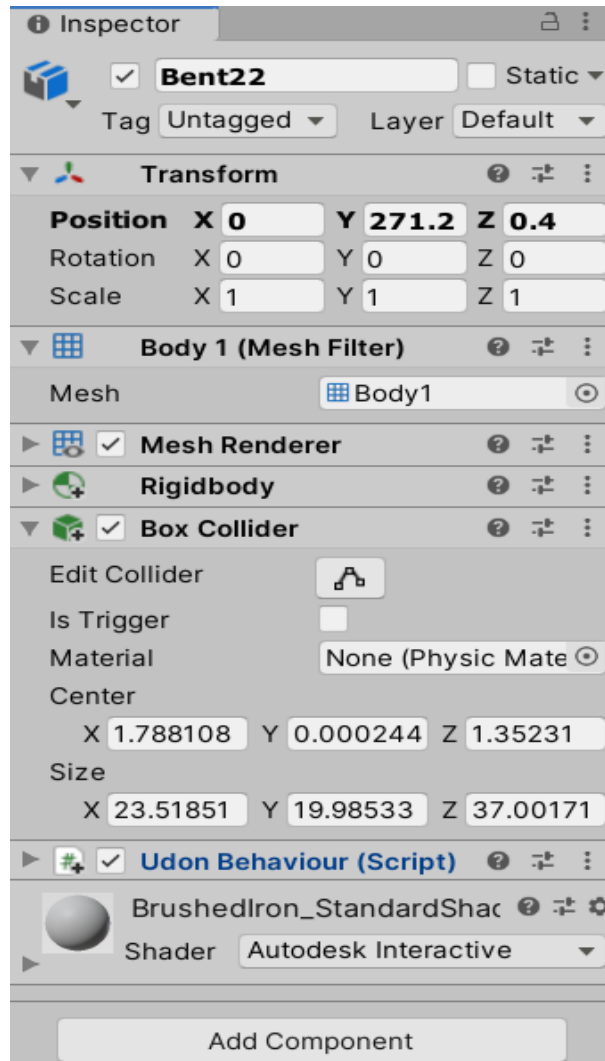 Inspector
Bent22 Static
Tag Untagged Layer Default
Transform
Position X 0 Y 271.2 Z 0.4
Rotation X 0 Y 0 Z 0
Scale X 1 Y 1 Z 1
Body 1 (Mesh Filter)
Mesh Body1
Mesh Renderer
Rigidbody
Box Collider
Edit Collider
Is Trigger
Material None (Physic Mate
Center
X 1.788108 Y 0.000244 Z 1.35231
Size
X 23.51851 Y 19.98533 Z 37.00171
# Udon Behaviour (Script)
BrushedIron_StandardShac
Shader Autodesk Interactive
Add Component